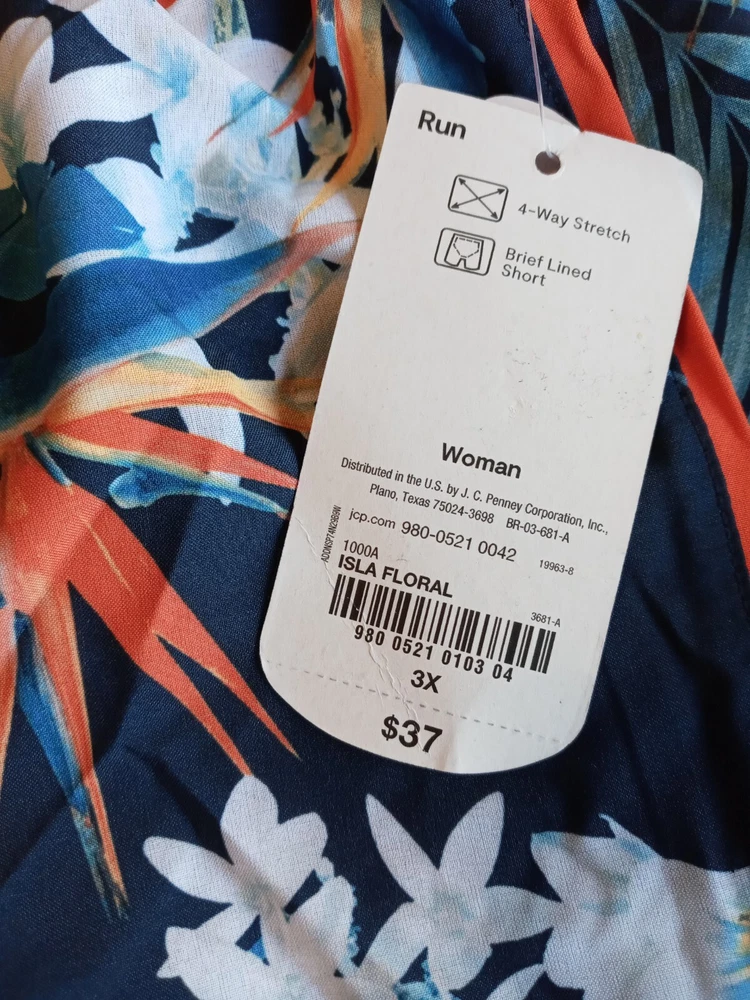 Run
4-Way Stretch
Brief Lined
Short
Woman
Distributed in the U.S. by J. C. Penney Corporation, Inc.,
Plano, Texas 75024-3698 BR-03-681-A
jcp.com 980-0521 0042
19963-8
1000A
ISLA FLORAL
3681-A
980 0521 0103 04
3X
$37